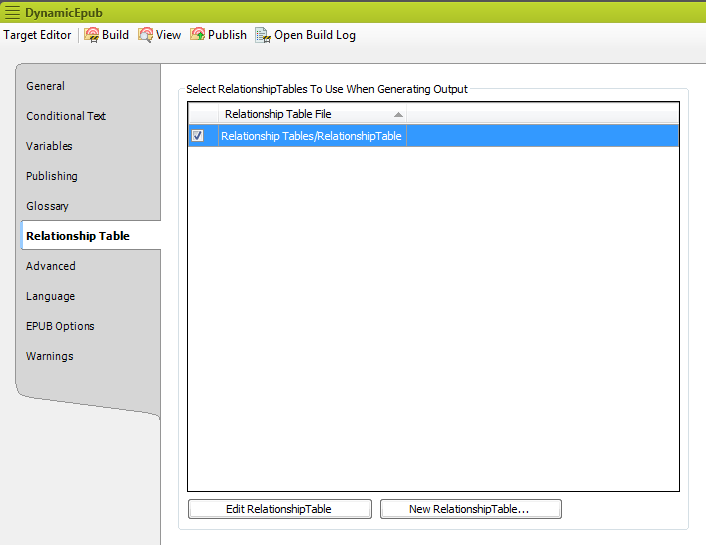 DynamicEpub
Target Editor Build View Publish Open Build Log
General
Conditional Text
Variables
Publishing
Glossary
Relationship Table
Advanced
Language
EPUB Options
Warnings
Select RelationshipTables To Use When Generating Output
Relationship Table File
Relationship Tables/RelationshipTable
Edit RelationshipTable New RelationshipTable...